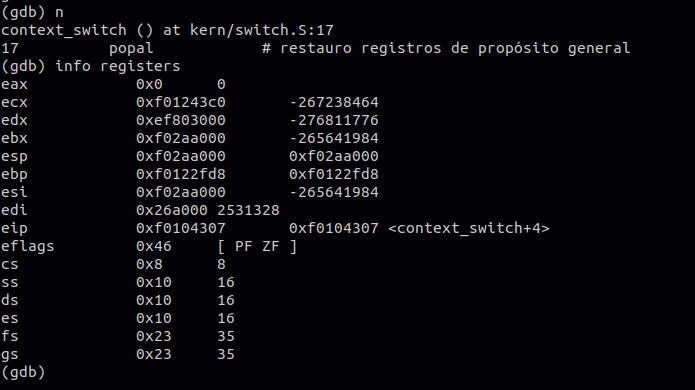 (gdb) n
context_switch () at kern/switch.S:17
17 popal # restauro registros de propósito general
(gdb) info registers
eax 0x0 0
ecx 0xf01243c0 -267238464
edx 0xef803000 -276811776
ebx 0xf02aa000 -265641984
esp 0xf02aa000 0xf02aa000
ebp 0xf0122fd8 0xf0122fd8
esi 0xf02aa000 -265641984
edi 0x26a000 2531328
eip 0xf0104307 0xf0104307 <context_switch+4>
eflags 0x46 [ PF ZF ]
cs 0x8 8
ss 0x10 16
ds 0x10 16
es 0x10 16
fs 0x23 35
gs 0x23 35
(gdb)